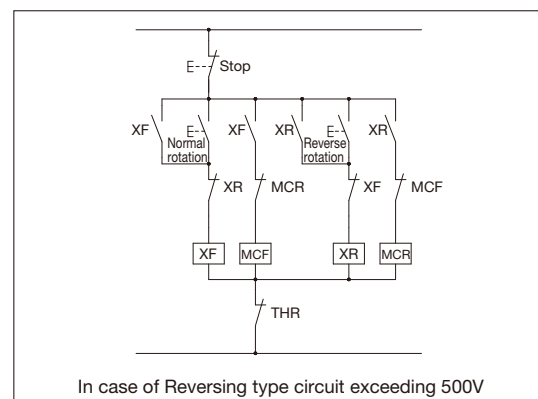 E Stop
XF E XF XR E XR
Normal
rotation
Reverse
rotation
XR MCR XF MCF
XF MCF XR MCR
THR
In case of Reversing type circuit exceeding 500V